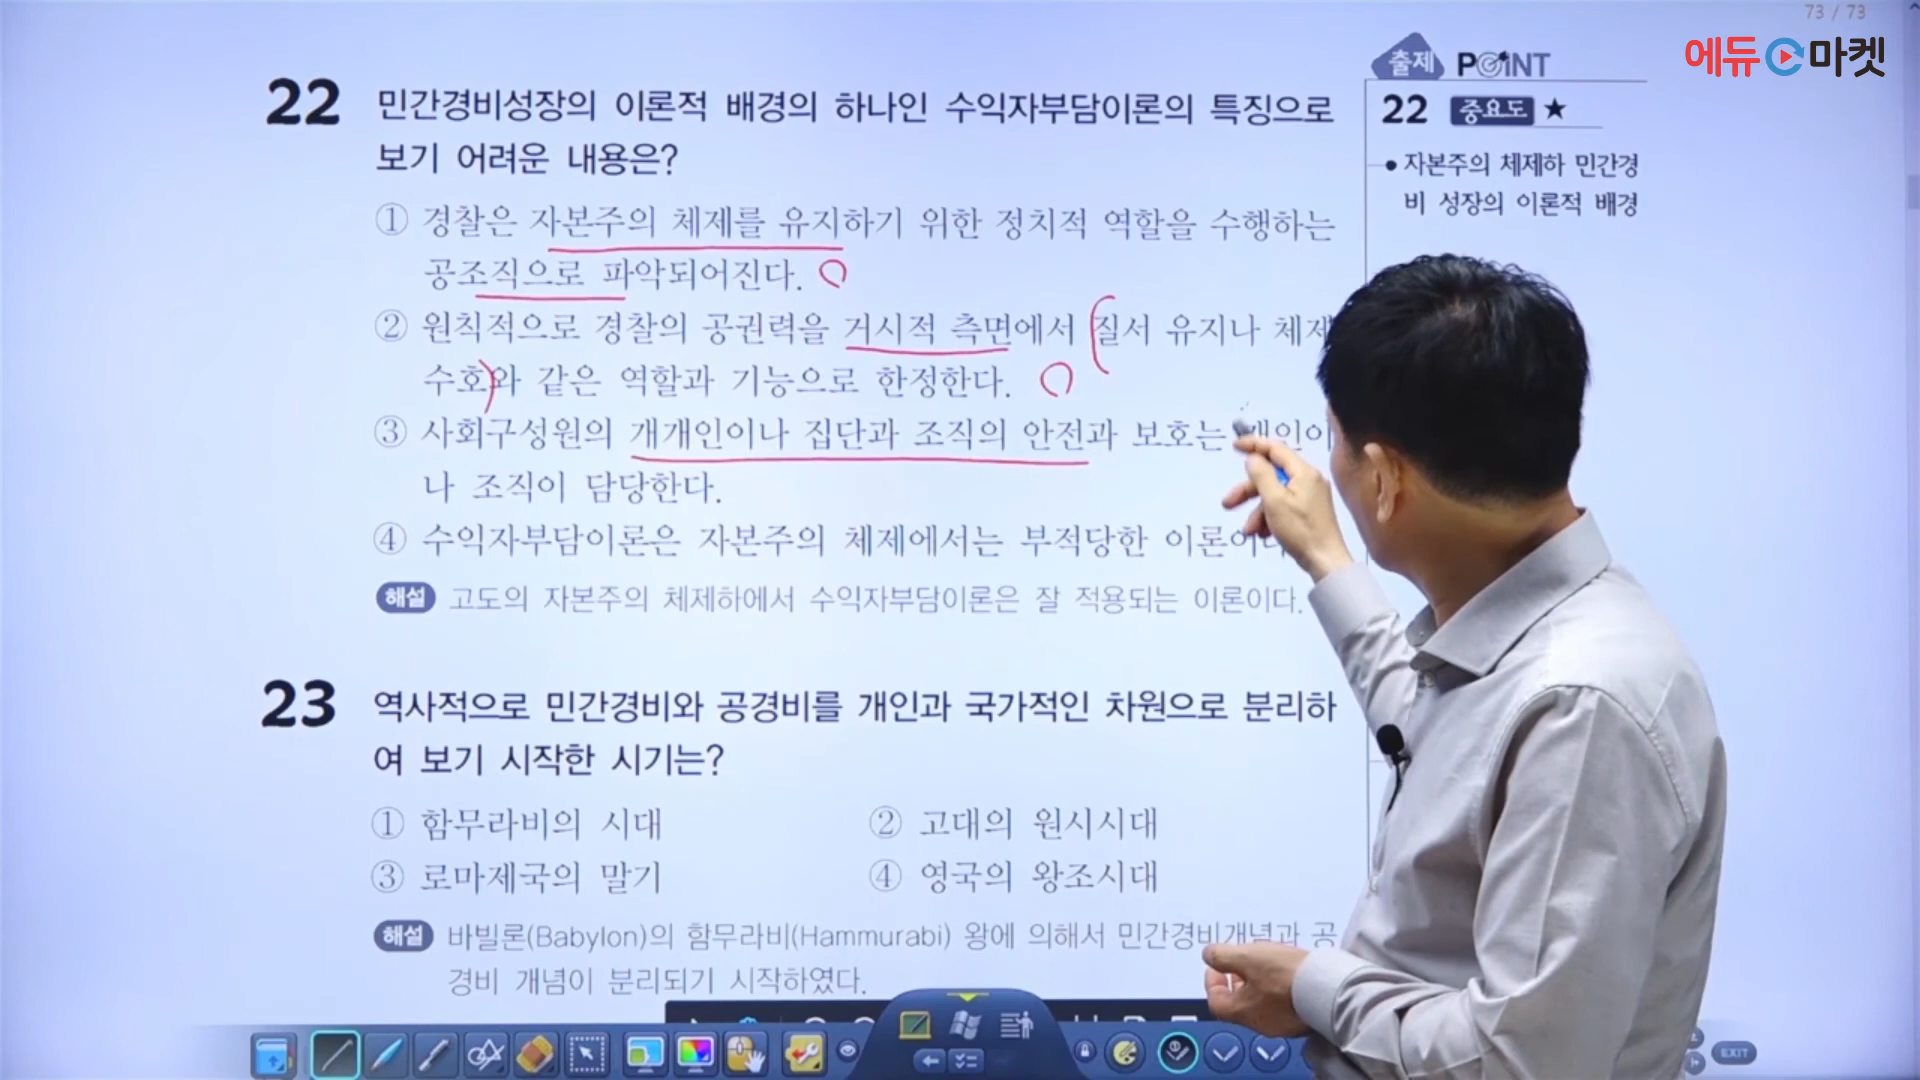 73 / 73
에듀마켓
출제 POINT
22 민간경비성장의 이론적 배경의 하나인 수익자부담이론의 특징으로
보기 어려운 내용은?
① 경찰은 자본주의 체제를 유지하기 위한 정치적 역할을 수행하는
공조직으로 파악되어진다.
② 원칙적으로 경찰의 공권력을 거시적 측면에서 질서 유지나 체제
수호와 같은 역할과 기능으로 한정한다.
③ 사회구성원의 개개인이나 집단과 조직의 안전과 보호는 개인이
나 조직이 담당한다.
④ 수익자부담이론은 자본주의 체제에서는 부적당한 이론이다
해설 고도의 자본주의 체제하에서 수익자부담이론은 잘 적용되는 이론이다.
22 중요도 ★
• 자본주의 체제하 민간경
비 성장의 이론적 배경
23 역사적으로 민간경비와 공경비를 개인과 국가적인 차원으로 분리하
여 보기 시작한 시기는?
① 함무라비의 시대 ② 고대의 원시시대
③ 로마제국의 말기 ④ 영국의 왕조시대
해설 바빌론(Babylon)의 함무라비(Hammurabi) 왕에 의해서 민간경비개념과 공
경비 개념이 분리되기 시작하였다.
EXIT